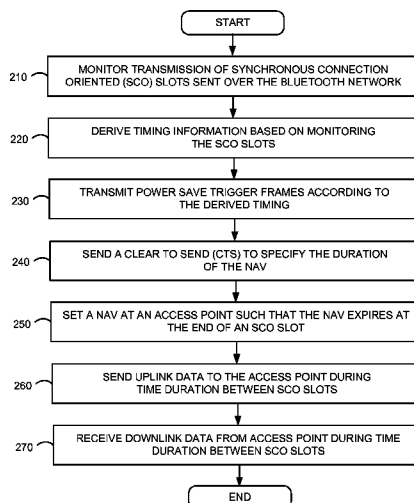 START
210
MONITOR TRANSMISSION OF SYNCHRONOUS CONNECTION
ORIENTED (SCO) SLOTS SENT OVER THE BLUETOOTH NETWORK
220
DERIVE TIMING INFORMATION BASED ON MONITORING
THE SCO SLOTS
230
TRANSMIT POWER SAVE TRIGGER FRAMES ACCORDING TO
THE DERIVED TIMING
240
SEND A CLEAR TO SEND (CTS) TO SPECIFY THE DURATION
OF THE NAV
250
SET A NAV AT AN ACCESS POINT SUCH THAT THE NAV EXPIRES AT
THE END OF AN SCO SLOT
260
SEND UPLINK DATA TO THE ACCESS POINT DURING
TIME DURATION BETWEEN SCO SLOTS
270
RECEIVE DOWNLINK DATA FROM ACCESS POINT DURING TIME
DURATION BETWEEN SCO SLOTS
END